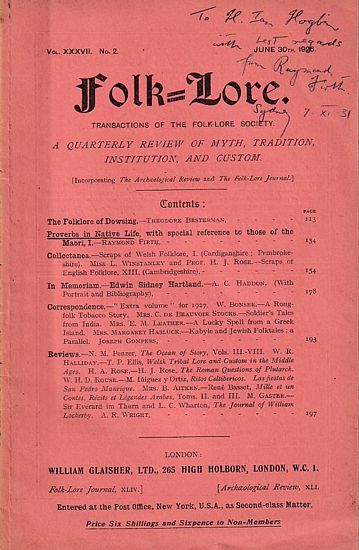 To H. Ian Hogbin
with best regards
from Raymond
Firth.
Sydney 7-XI-31
VOL. XXXVII. No. 2.
JUNE 30TH, 1926.
Folk=Lore.
TRANSACTIONS OF THE FOLK-LORE SOCIETY.
A QUARTERLY REVIEW OF MYTH, TRADITION,
INSTITUTION, AND CUSTOM.
[Incorporating The Archæological Review and The Folk-Lore Journal.]
Contents:
PAGE
The Folklore of Dowsing.—THEODORE BESTERMAN, - - - - 113
Proverbs in Native Life, with special reference to those of the
Maori, I.—RAYMOND FIRTH, - - - - - - 134
Collectanea.—Scraps of Welsh Folklore, I. (Cardiganshire; Pembroke-
shire). MISS L. WINSTANLEY and PROF. H. J. ROSE.—Scraps of
English Folklore, XIII. (Cambridgeshire), - - - - - 154
In Memoriam.—Edwin Sidney Hartland.—A. C. HADDON, (With
Portrait and Bibliography), - - - - - - 178
Correspondence.—"Extra volume" for 1927. W. BONSER.—A Rong-
folk Tobacco Story. MRS. C. DE BEAUVOIR STOCKS.—Soldier's Tales
from India. MRS. E. M. LEATHER.—A Lucky Spell from a Greek
Island. MRS. MARGARET HASLUCK.—Kabyle and Jewish Folktales: a
Parallel. JOSEPH GOMPERS, - - - - - - 193
Reviews.—N. M. Penzer, The Ocean of Story, Vols. III.-VIII. W. R.
HALLIDAY.—T. P. Ellis, Welsh Tribal Law and Custom in the Middle
Ages. H. A. ROSE.—H. J. Rose, The Roman Questions of Plutarch.
W. H. D. ROUSE.—M. Iñiguez y Ortiz, Ritos Celtibericos. Las fiestas de
San Pedro Manrique. MRS. B. AITKEN.—René Basset, Mille et un
Contes, Récits et Légendes Arabes, Toms. II. and III. M. GASTER.—
Sir Everard im Thurn and L. C. Wharton, The Journal of William
Lockerby. A. R. WRIGHT, - - - - - - 197
LONDON:
WILLIAM GLAISHER, LTD., 265 HIGH HOLBORN, LONDON, W.C. 1.
Folk-Lore Journal, XLIV.]
[Archæological Review, XLI.
Entered at the Post Office, New York, U.S.A., as Second-class Matter.
Price Six Shillings and Sixpence to Non-Members